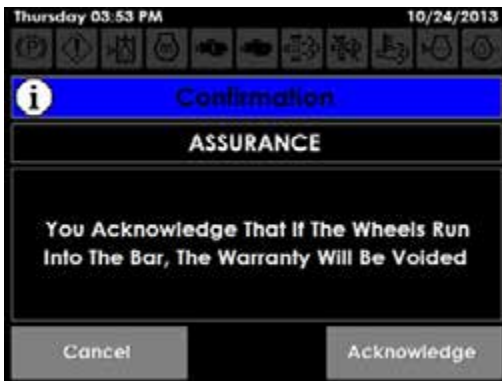 Thursday 03:53 PM 10/24/2013
Confirmation
ASSURANCE
You Acknowledge That If The Wheels Run
Into The Bar, The Warranty Will Be Voided
Cancel Acknowledge